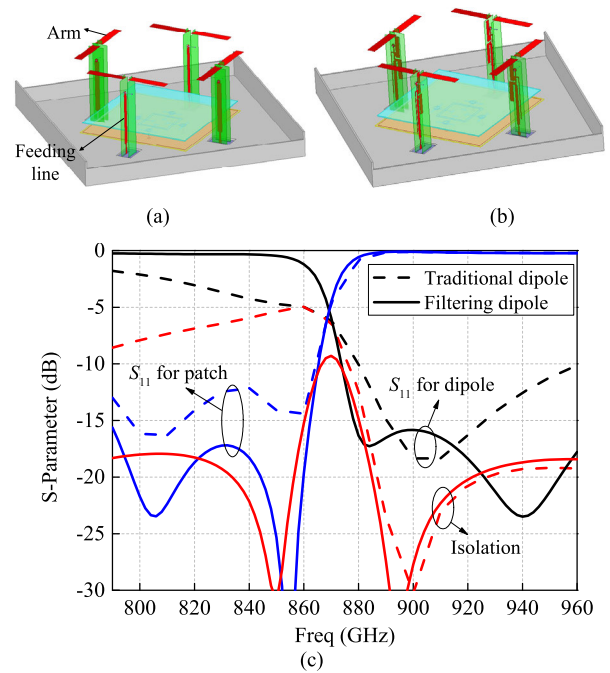 Arm
Feeding
line
(a)
(b)
0
-5
-10
-15
-20
-25
-30
S-Parameter (dB)
Traditional dipole
Filtering dipole
S11 for patch
S11 for dipole
Isolation
800 820 840 860 880 900 920 940 960
Freq (GHz)
(c)